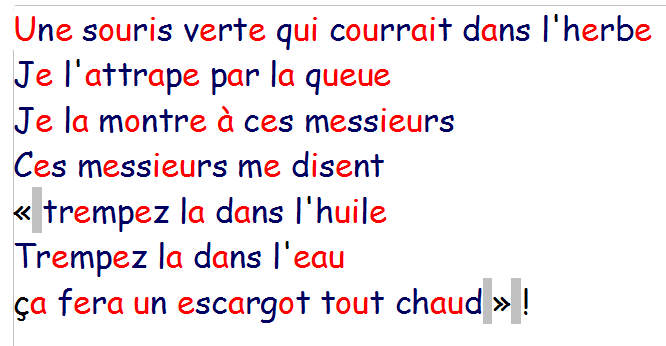 Une souris verte qui courrait dans l'herbe
Je l'attrape par la queue
Je la montre à ces messieurs
Ces messieurs me disent
« trempez la dans l'huile
Trempez la dans l'eau
ça fera un escargot tout chaud » !